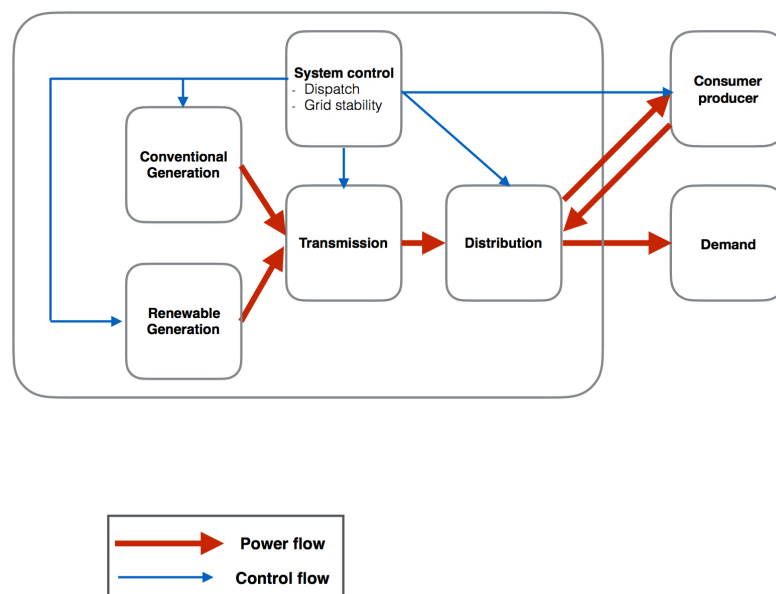 System control
- Dispatch
- Grid stability
Consumer
producer
Conventional
Generation
Transmission
Distribution
Demand
Renewable
Generation
Power flow
Control flow